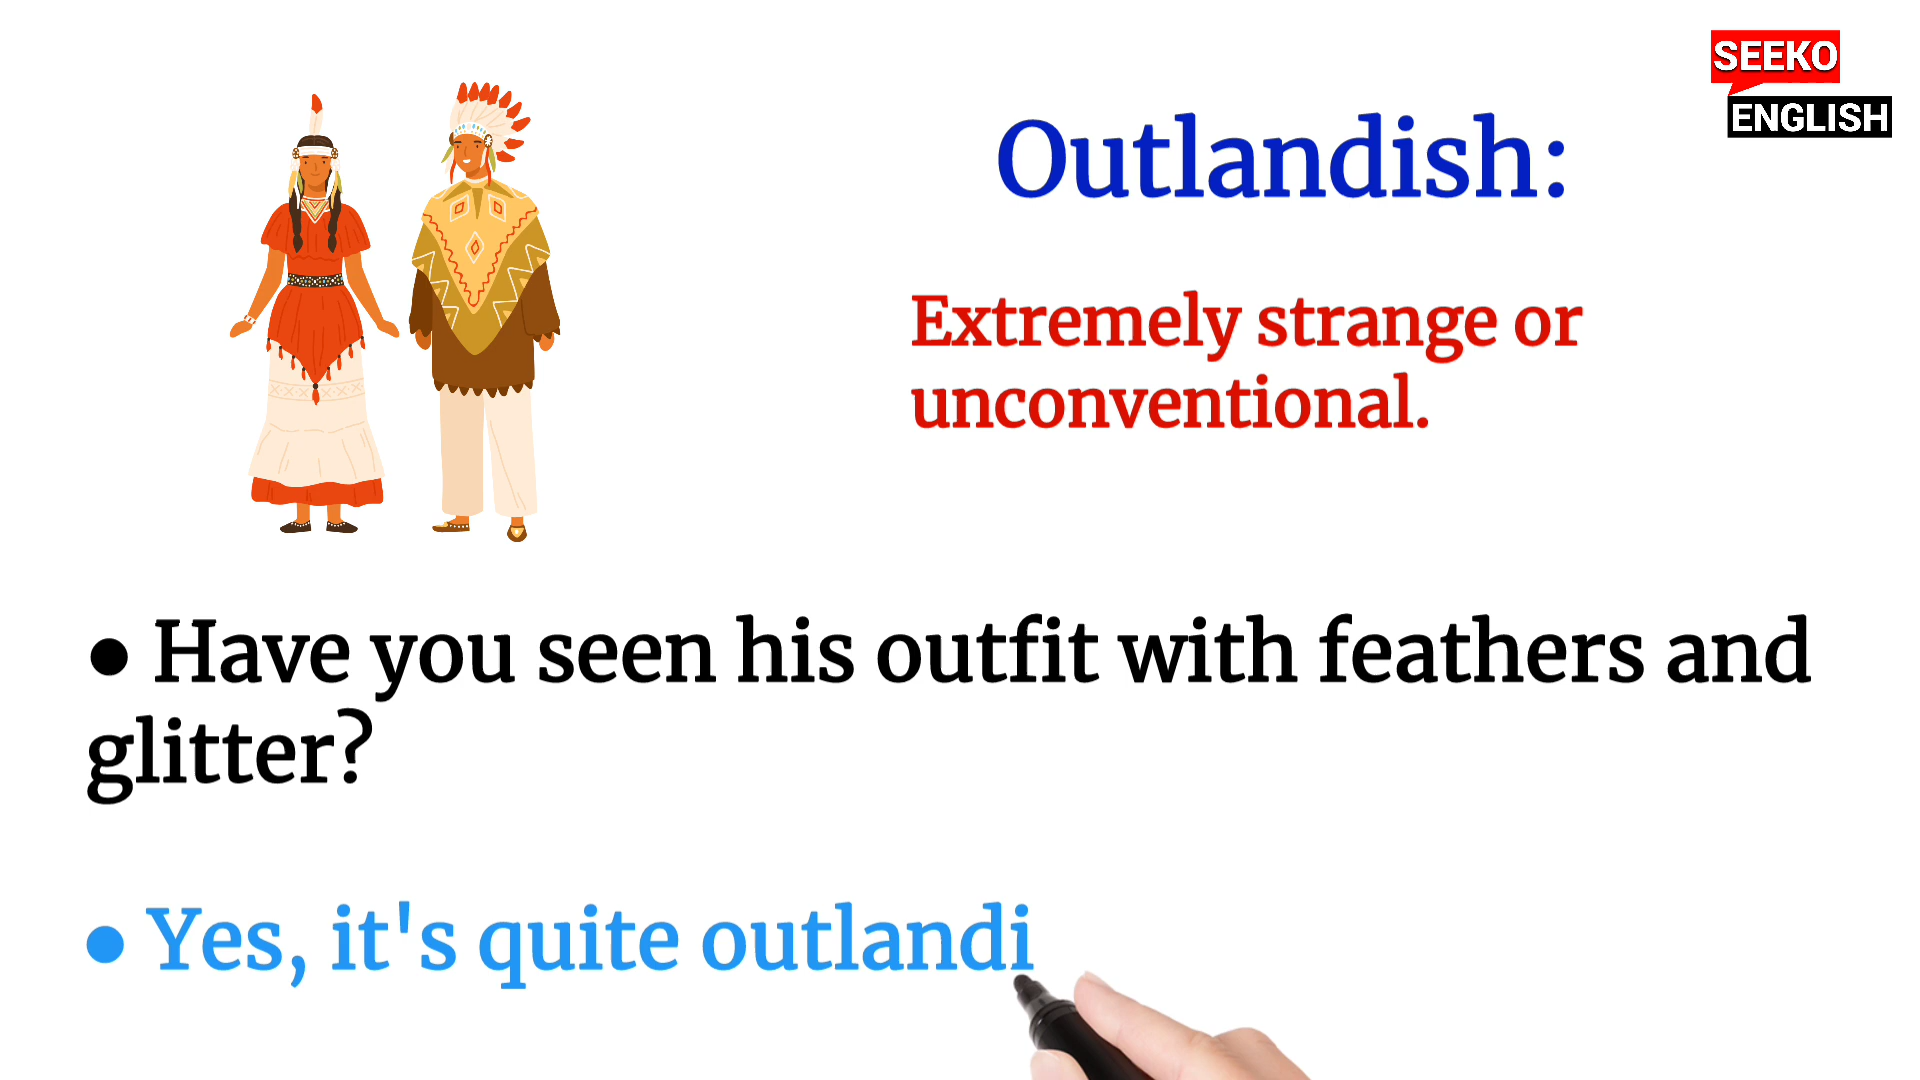 SEEKO
ENGLISH
Outlandish:
Extremely strange or
unconventional.
● Have you seen his outfit with feathers and
glitter?
● Yes, it's quite outlandi